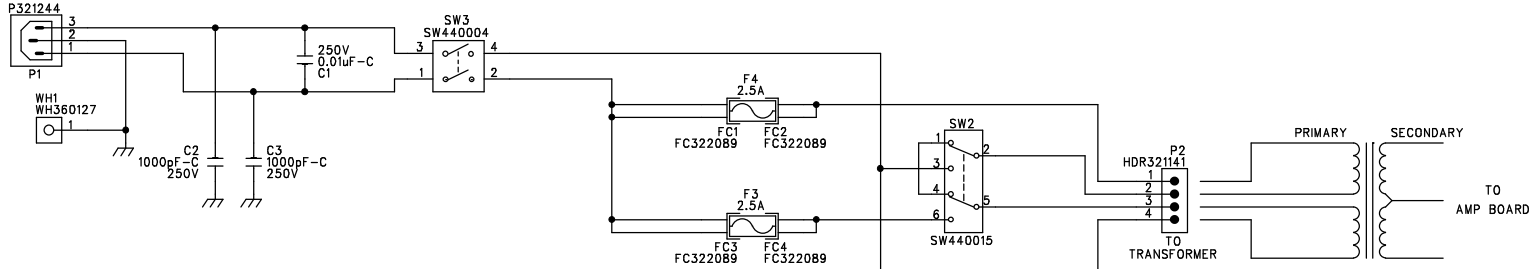 P321244
3
2
1
P1
WH1
WH360127
1
250V
0.01uF-C
C1
C2
1000pF-C
250V
C3
1000pF-C
250V
SW3
SW440004
3
4
1
2
F4
2.5A
FC1
FC322089
FC2
FC322089
F3
2.5A
FC3
FC322089
FC4
FC322089
SW2
1
2
3
4
5
6
SW440015
P2
HDR321141
1
2
3
4
TO
TRANSFORMER
PRIMARY
SECONDARY
TO
AMP BOARD